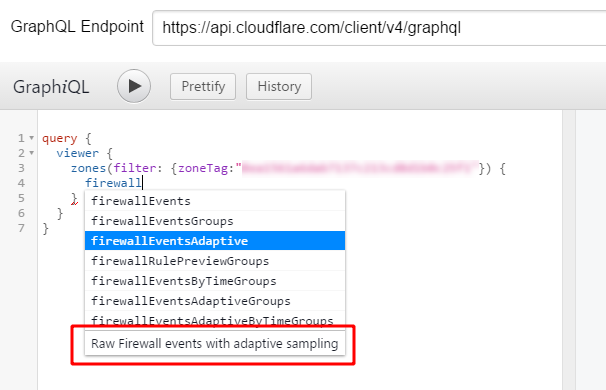 GraphQL Endpoint
https://api.cloudflare.com/client/v4/graphql
GraphiQL
Prettify
History
1 query {
2 viewer {
3 zones(filter: {zoneTag:" "}) {
4 firewall
5 }
6 }
7 }
firewallEvents
firewallEventsGroups
firewallEventsAdaptive
firewallRulePreviewGroups
firewallEventsByTimeGroups
firewallEventsAdaptiveGroups
firewallEventsAdaptiveByTimeGroups
Raw Firewall events with adaptive sampling